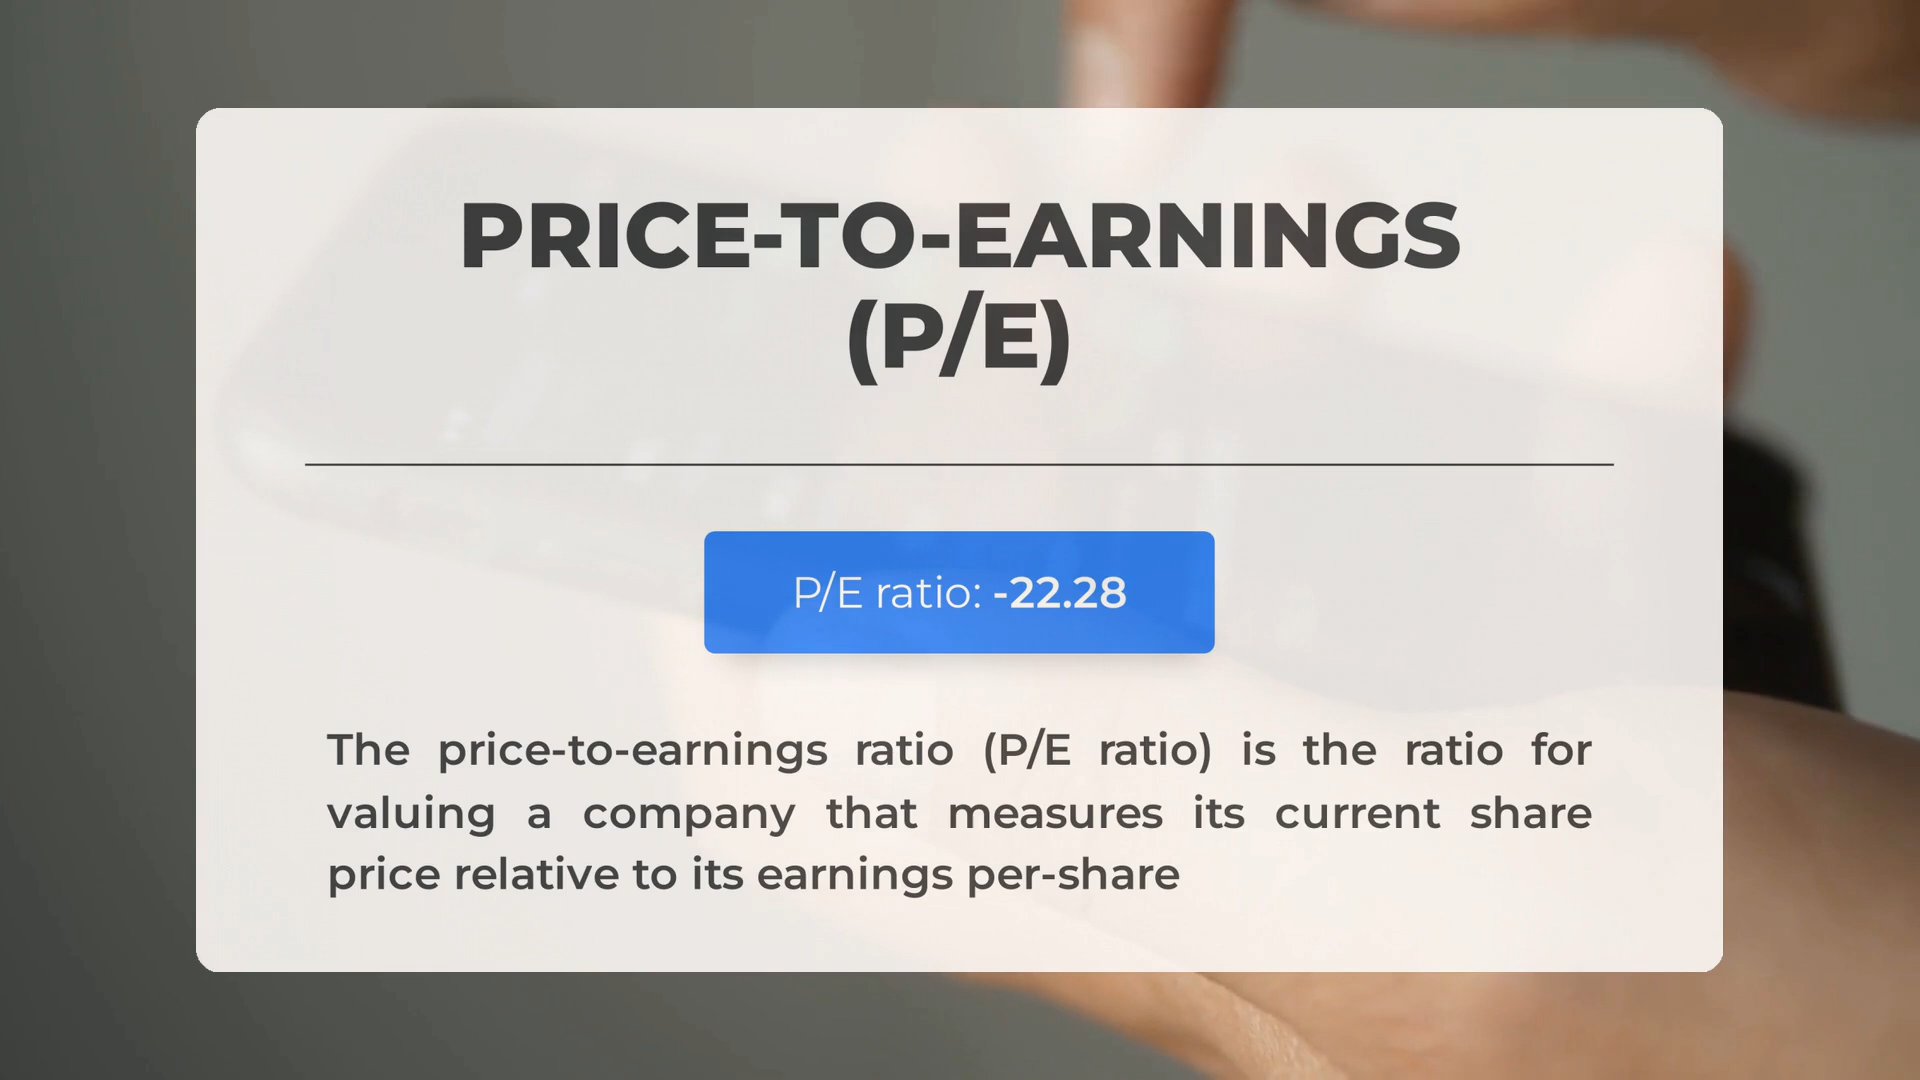 PRICE-TO-EARNINGS
(P/E)
P/E ratio: -22.28
The price-to-earnings ratio (P/E ratio) is the ratio for
valuing a company that measures its current share
price relative to its earnings per-share